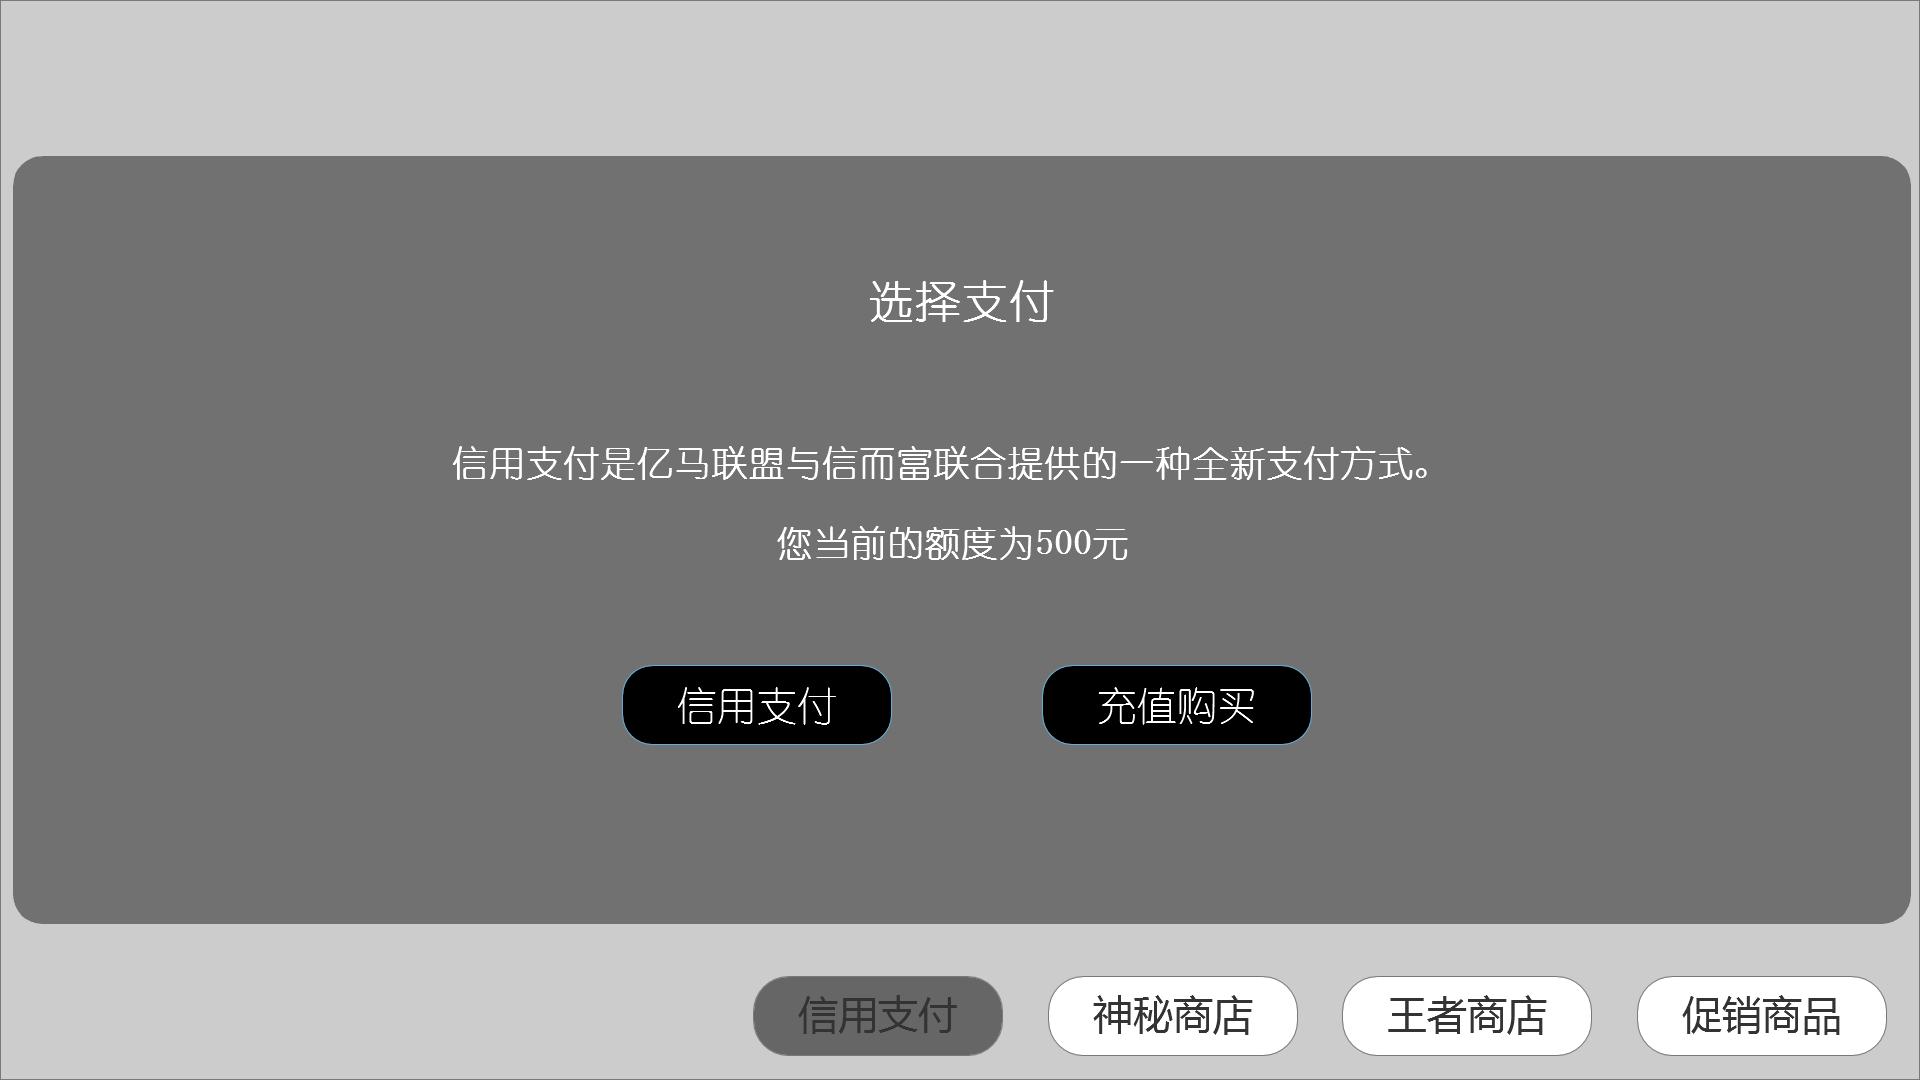 选择支付
信用支付是亿马联盟与信而富联合提供的一种全新支付方式。
您当前的额度为500元
信用支付 充值购买
信用支付 神秘商店 王者商店 促销商品